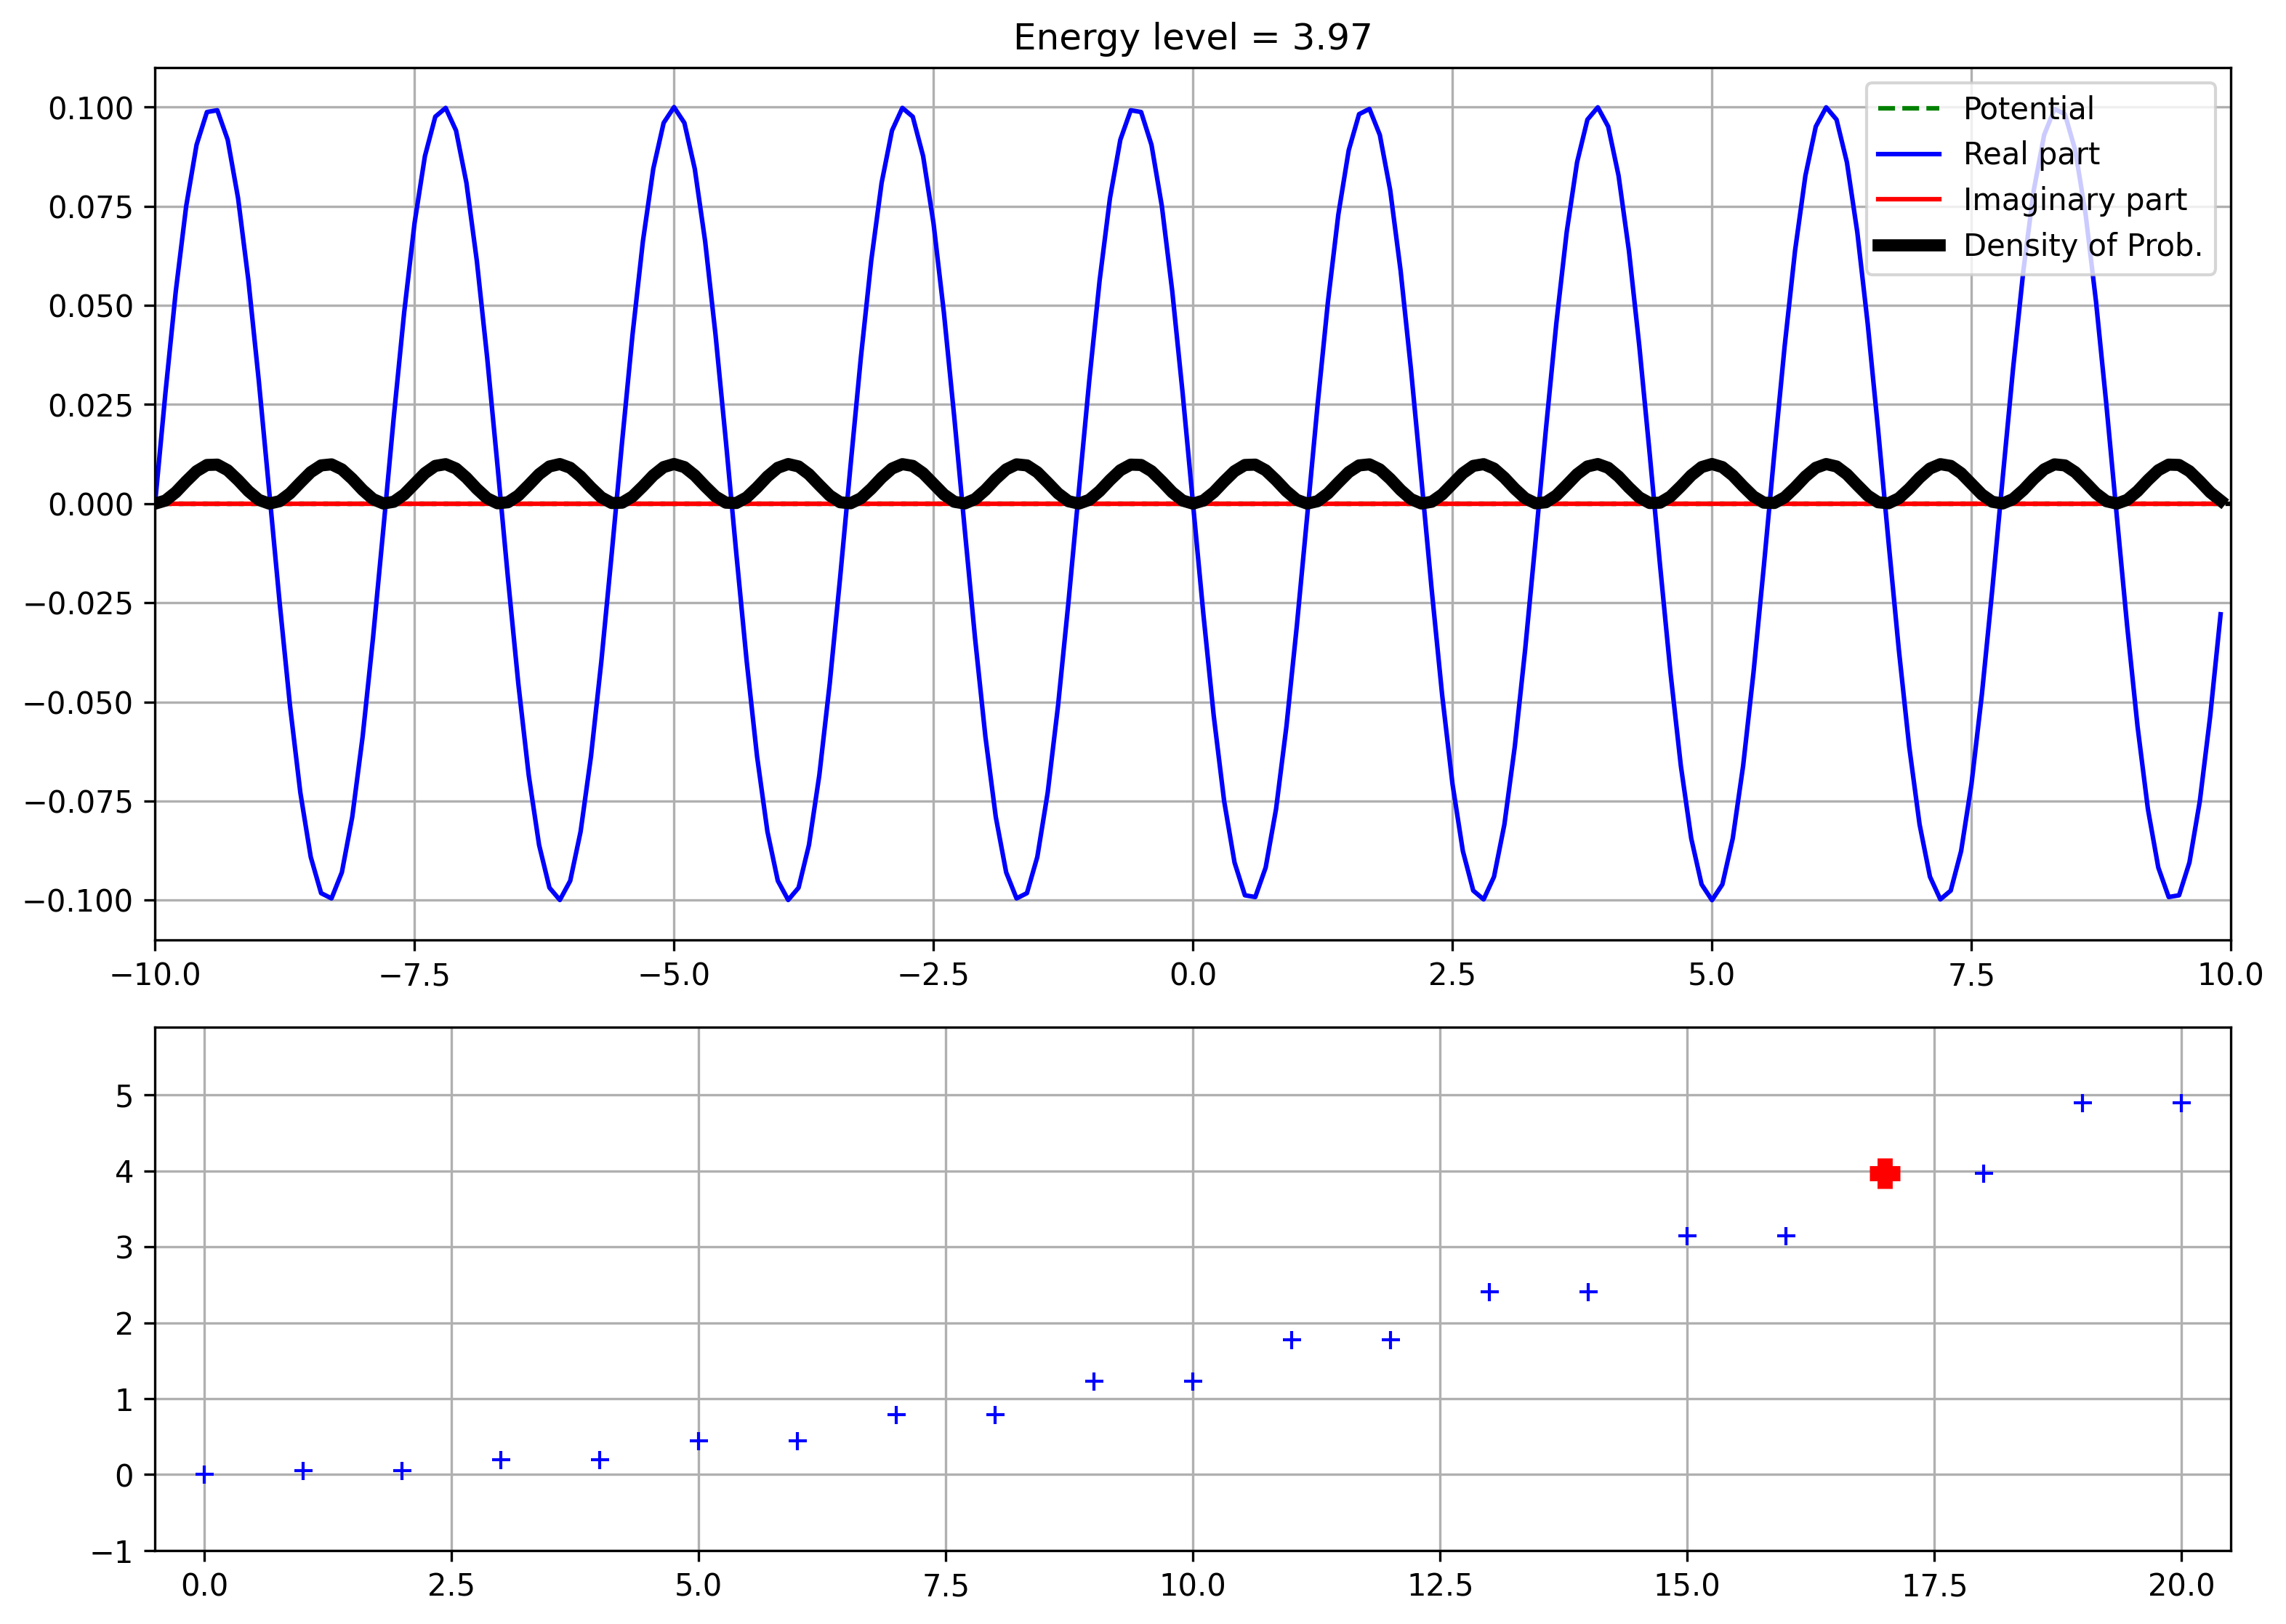 Energy level = 3.97
0.100
0.075
0.050
0.025
0.000
−0.025
−0.050
−0.075
−0.100
Potential
Real part
Imaginary part
Density of Prob.
−10.0 −7.5 −5.0 −2.5 0.0 2.5 5.0 7.5 10.0
5
4
3
2
1
0
−1
0.0 2.5 5.0 7.5 10.0 12.5 15.0 17.5 20.0